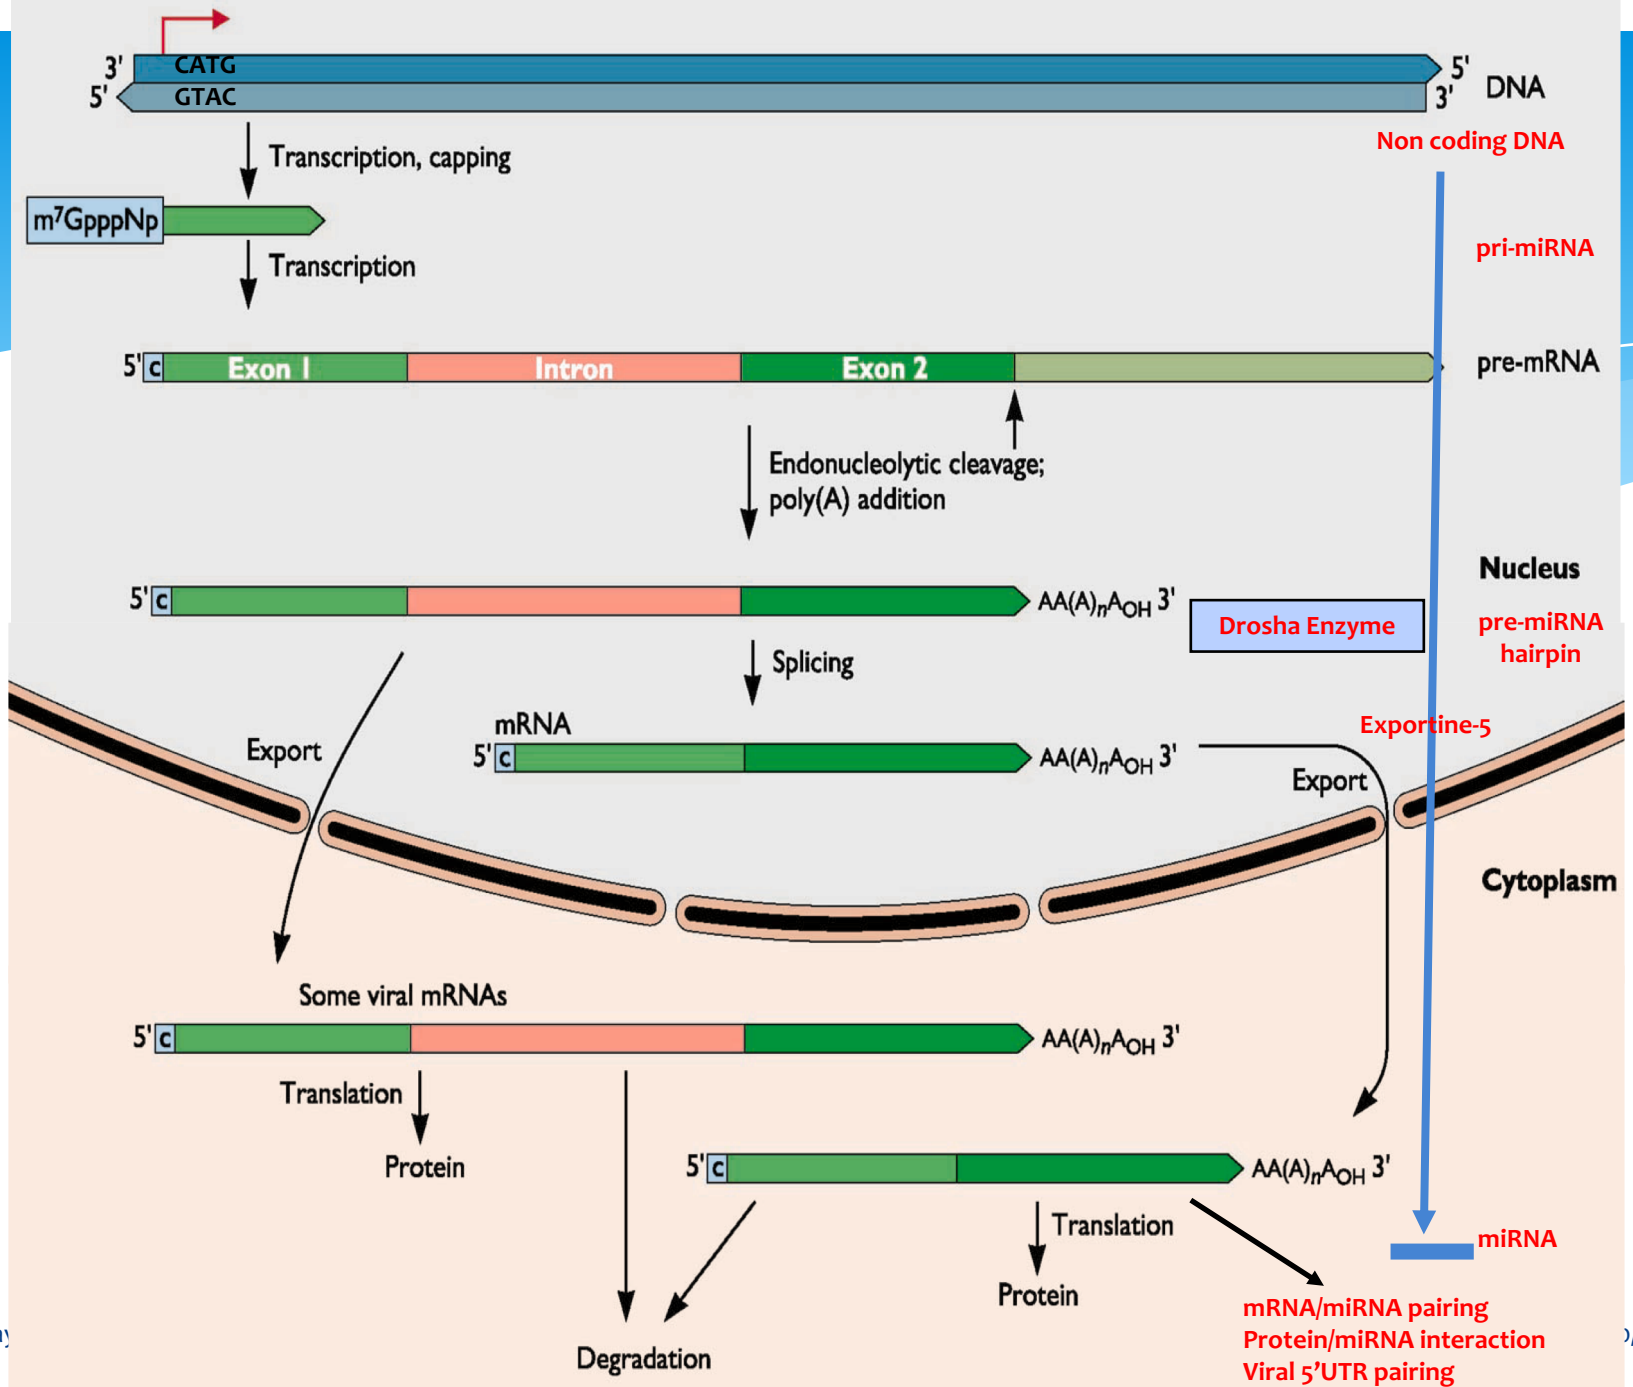 3' CATG 5'
5' GTAC 3'
DNA
Non coding DNA
Transcription, capping
m⁷GpppNp
pri-miRNA
Transcription
5' c Exon 1 Intron Exon 2
pre-mRNA
Endonucleolytic cleavage;
poly(A) addition
Nucleus
5' c AA(A)nAOH 3'
Drosha Enzyme
pre-miRNA
hairpin
Splicing
mRNA
Exportine-5
Export
5' c AA(A)nAOH 3'
Export
Cytoplasm
Some viral mRNAs
5' c AA(A)nAOH 3'
Translation
Protein
5' c AA(A)nAOH 3'
Translation
miRNA
Protein
mRNA/miRNA pairing
Protein/miRNA interaction
Viral 5'UTR pairing
Degradation